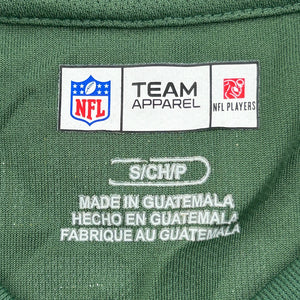 NFL
TEAM
APPAREL
NFL PLAYERS
S/CH/P
MADE IN GUATEMALA
HECHO EN GUATEMALA
FABRIQUE AU GUATEMALA